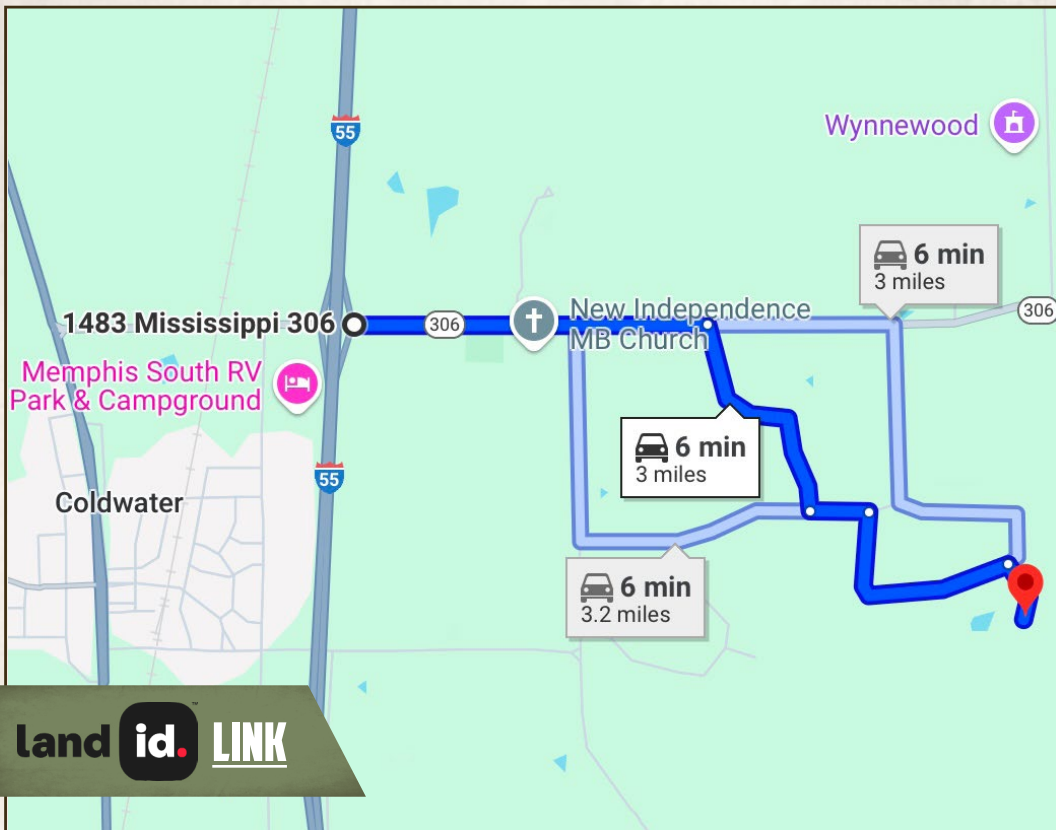 55
Wynnewood
6 min
3 miles
306
1483 Mississippi 306
306
New Independence
MB Church
Memphis South RV
Park & Campground
6 min
3 miles
55
Coldwater
6 min
3.2 miles
land id.™ LINK